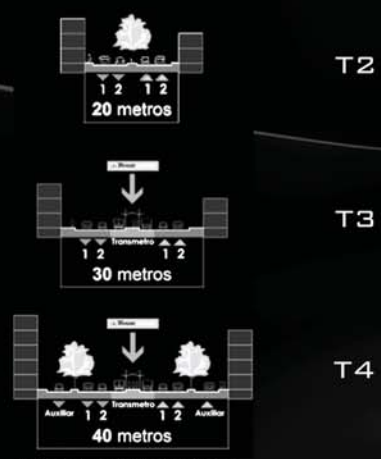 T2
1 2 1 2
20 metros
T3
Transmetro
1 2 1 2
30 metros
T4
Auxiliar 1 2 Transmetro 1 2 Auxiliar
40 metros